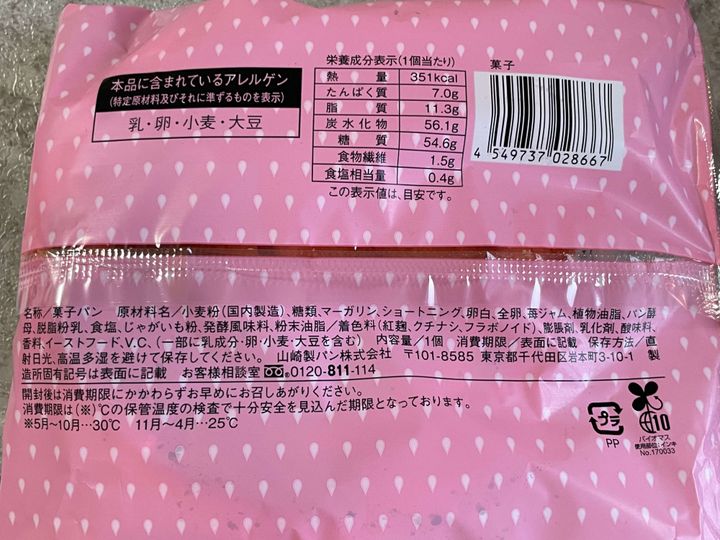 本品に含まれているアレルゲン
(特定原材料及びそれに準ずるものを表示)
乳・卵・小麦・大豆
栄養成分表示(1個当たり)
熱量 351kcal
たんぱく質 7.0g
脂質 11.3g
炭水化物 56.1g
糖質 54.6g
食物繊維 1.5g
食塩相当量 0.4g
この表示値は、目安です。
菓子
4 549737 028667
名称/菓子パン 原材料名/小麦粉(国内製造)、糖類、マーガリン、ショートニング、卵白、全卵、苺ジャム、植物油脂、パン酵
母、脱脂粉乳、食塩、じゃがいも粉、発酵風味料、粉末油脂/着色料(紅麹、クチナシ、フラボノイド)、膨脹剤、乳化剤、酸味料、
香料、イーストフード、V.C.、(一部に乳成分・卵・小麦・大豆を含む) 内容量/1個 消費期限/表面に記載 保存方法/直
射日光、高温多湿を避けて保存してください。 山崎製パン株式会社 〒101-8585 東京都千代田区岩本町3-10-1 製
造所固有記号は表面に記載 お客様相談室 0120-811-114
開封後は消費期限にかかわらずお早めにお召しあがりください。
消費期限は(※)℃の保管温度の検査で十分安全を見込んだ期限となっております。
※5月〜10月…30℃ 11月〜4月…25℃
プラ
PP
10
バイオマス
使用部位:インキ
No.170033